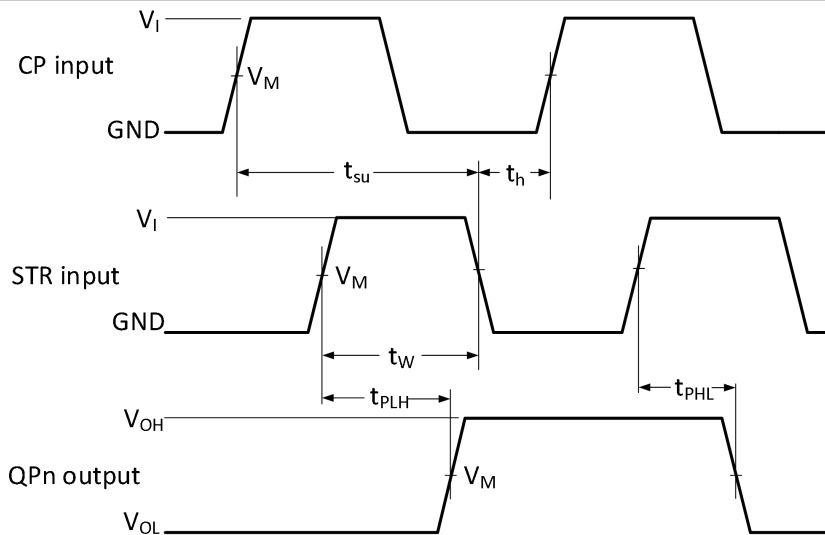 V_I
CP input
V_M
GND
t_su
t_h
V_I
STR input
V_M
GND
t_W
t_PLH
t_PHL
V_OH
QPn output
V_M
V_OL